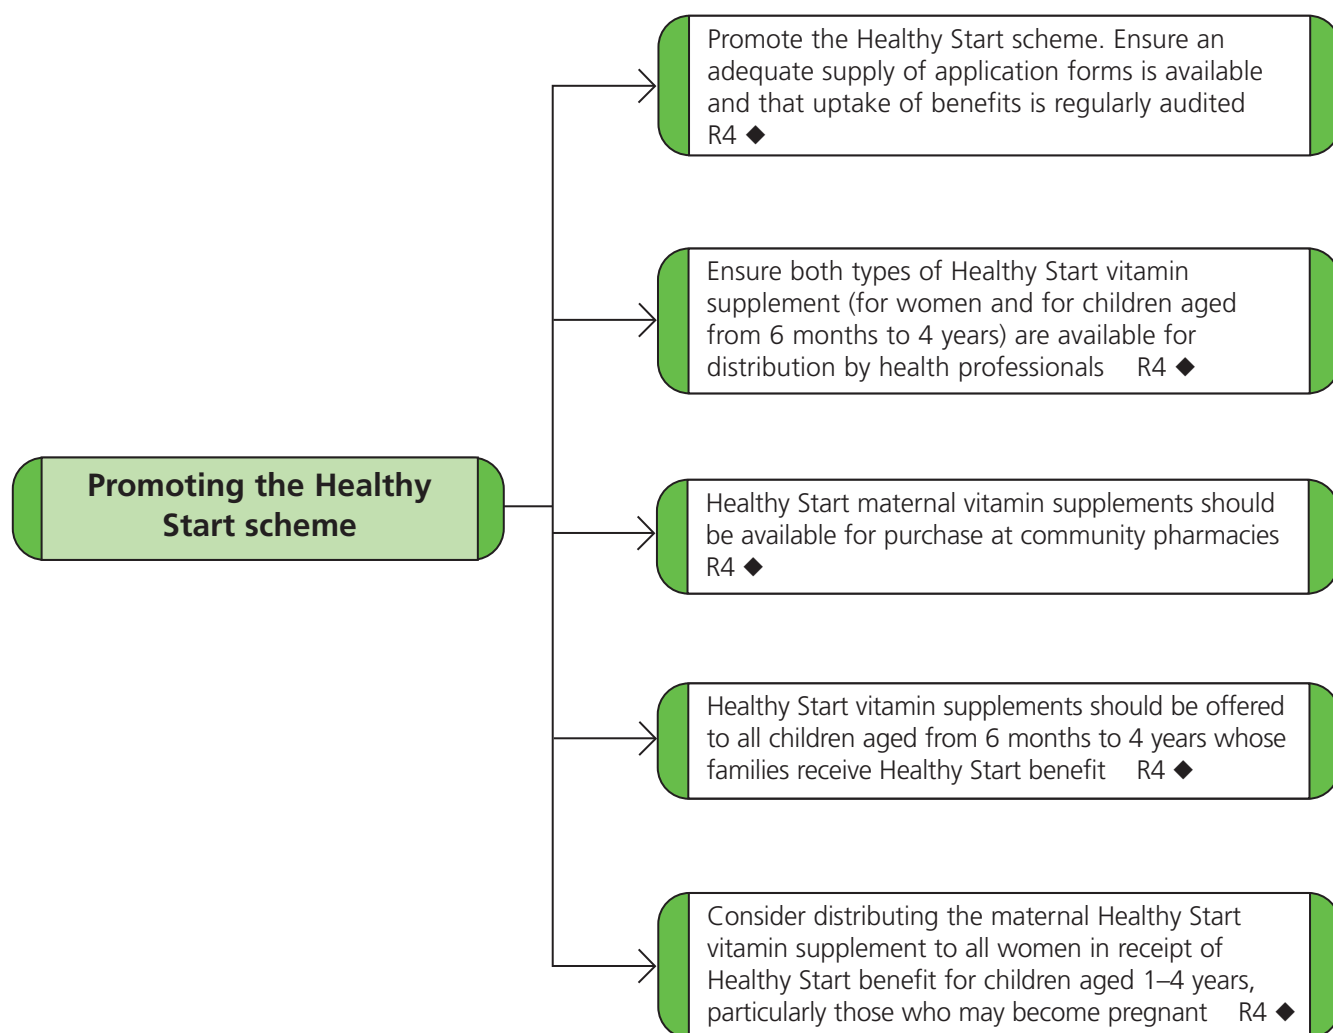 Promote the Healthy Start scheme. Ensure an
adequate supply of application forms is available
and that uptake of benefits is regularly audited
R4 ◆
Ensure both types of Healthy Start vitamin
supplement (for women and for children aged
from 6 months to 4 years) are available for
distribution by health professionals R4 ◆
Promoting the Healthy
Start scheme
Healthy Start maternal vitamin supplements should
be available for purchase at community pharmacies
R4 ◆
Healthy Start vitamin supplements should be offered
to all children aged from 6 months to 4 years whose
families receive Healthy Start benefit R4 ◆
Consider distributing the maternal Healthy Start
vitamin supplement to all women in receipt of
Healthy Start benefit for children aged 1–4 years,
particularly those who may become pregnant R4 ◆